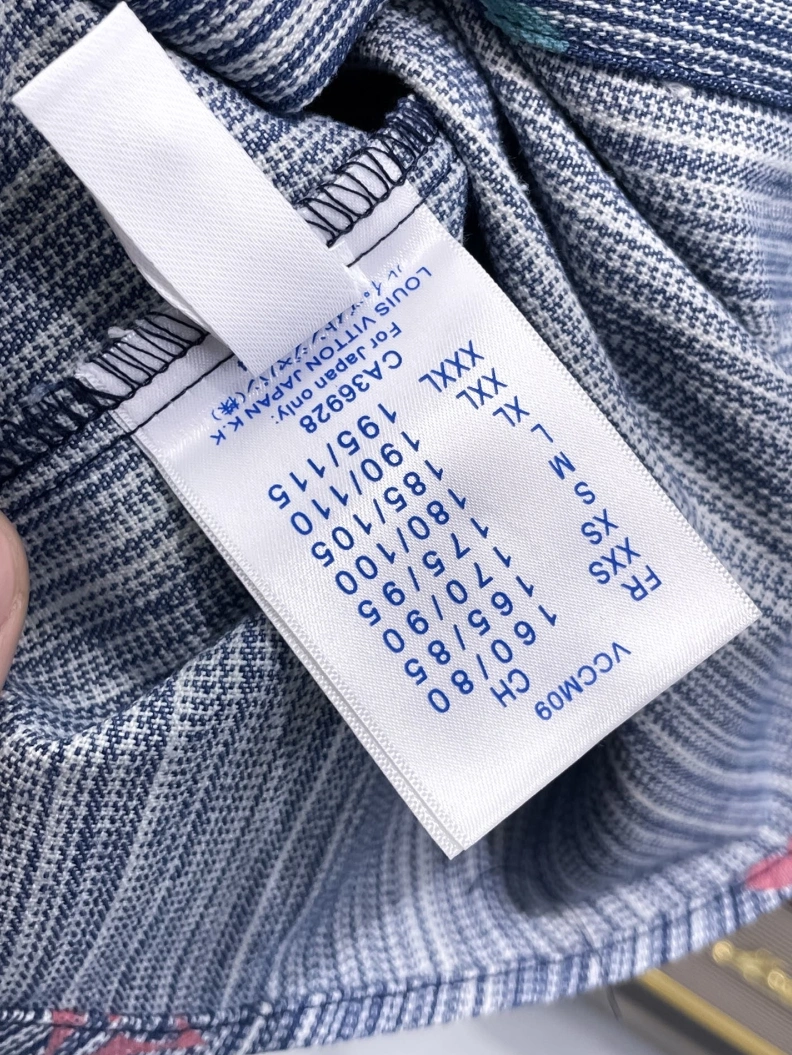 VCCM09
FR CH
XXS 160/80
XS 165/85
S 170/90
M 175/95
L 180/100
XL 185/105
XXL 190/110
XXXL 195/115
CA36928
For Japan only:
LOUIS VITTON JAPAN K.K
(株)